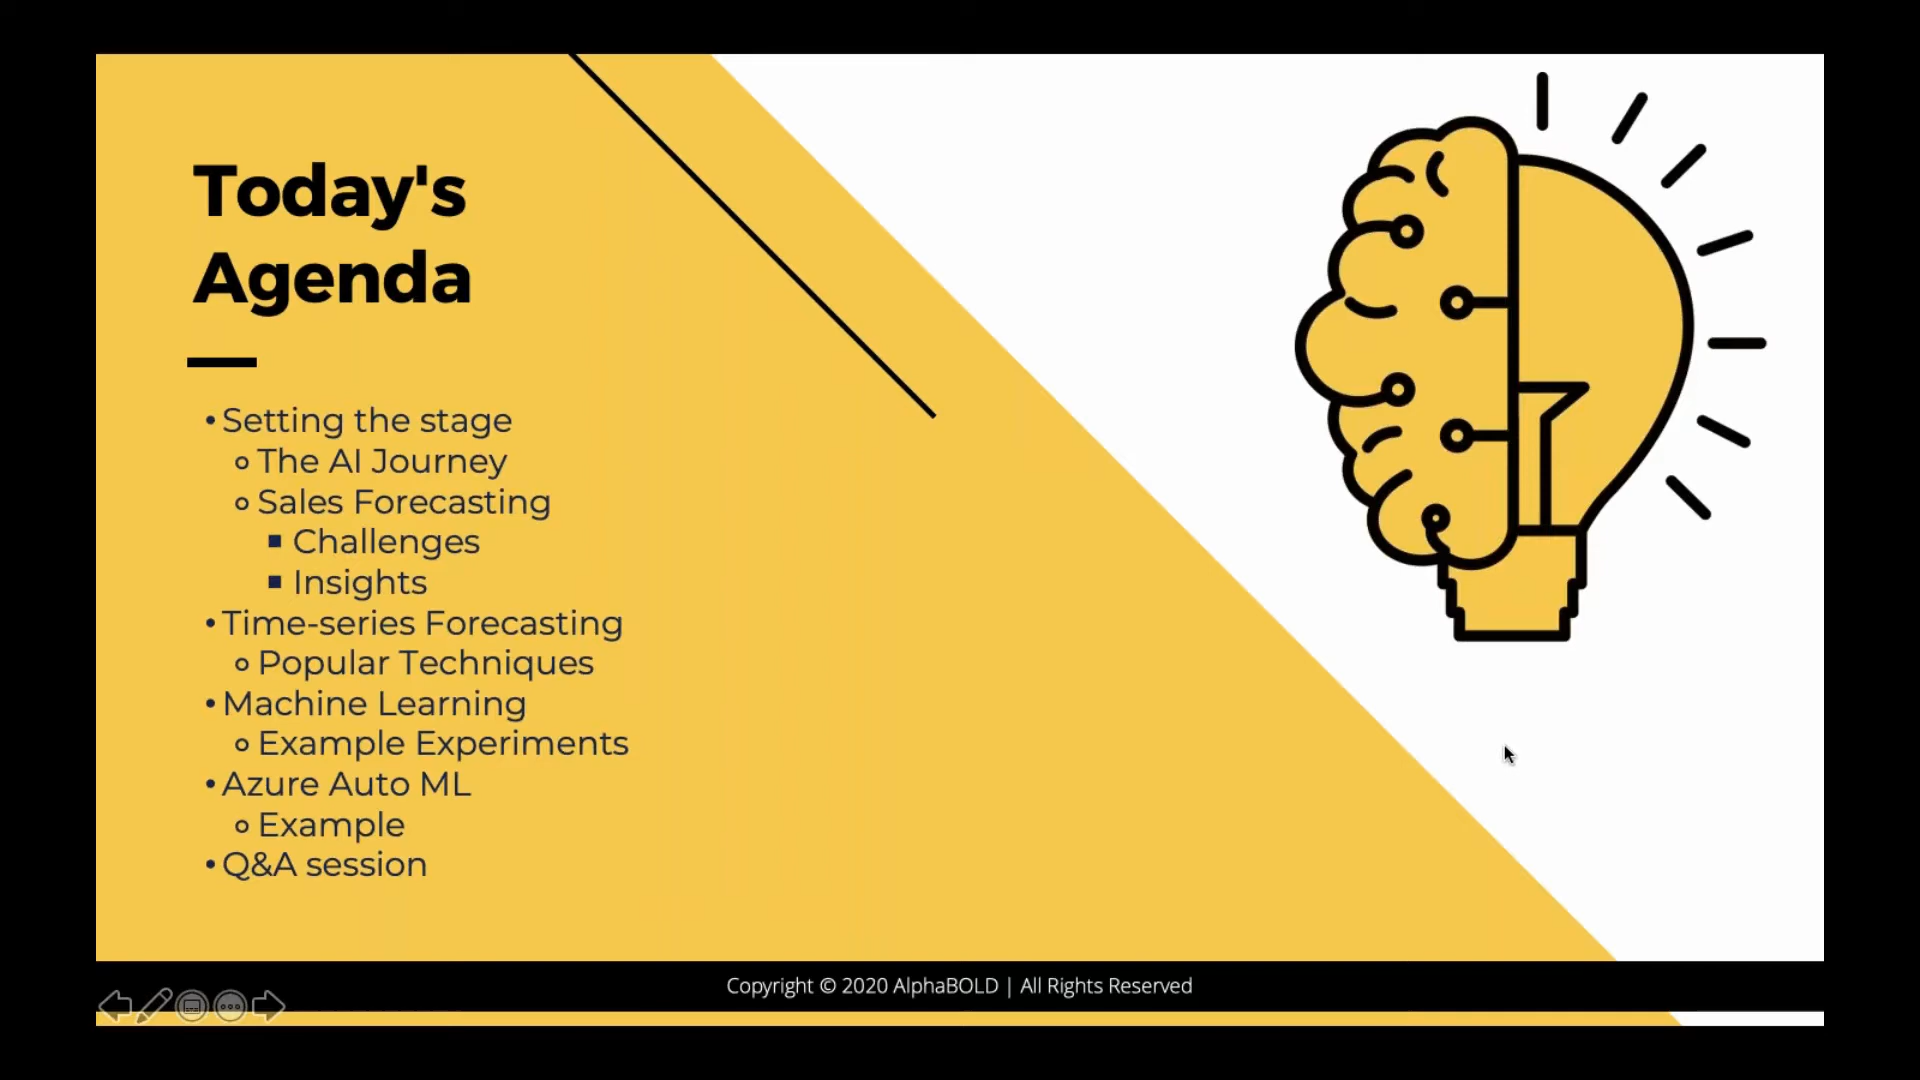 Today's
Agenda
• Setting the stage
o The AI Journey
o Sales Forecasting
▪ Challenges
▪ Insights
• Time-series Forecasting
o Popular Techniques
• Machine Learning
o Example Experiments
• Azure Auto ML
o Example
• Q&A session
Copyright © 2020 AlphaBOLD | All Rights Reserved